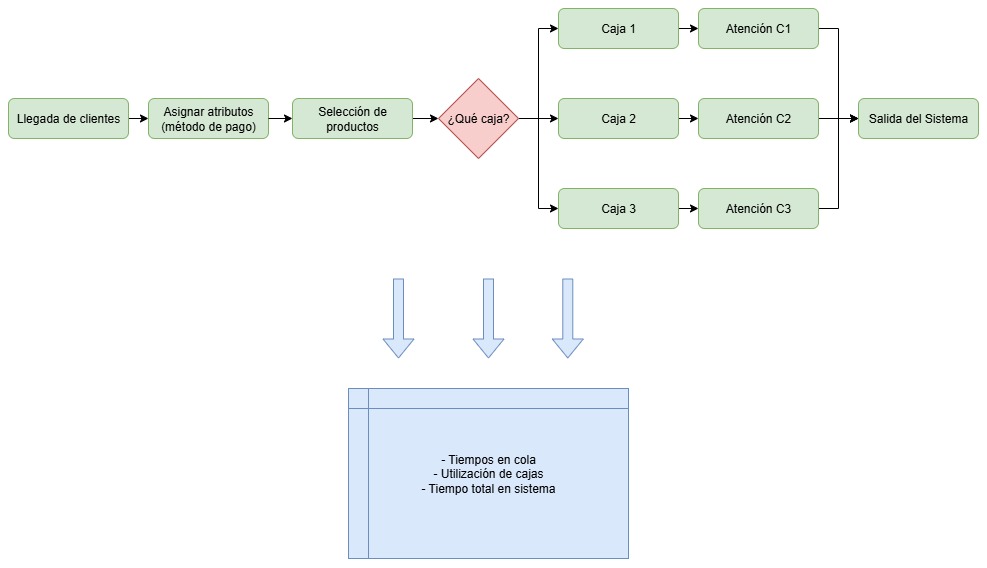 Llegada de clientes
Asignar atributos
(método de pago)
Selección de
productos
¿Qué caja?
Caja 1
Atención C1
Caja 2
Atención C2
Caja 3
Atención C3
Salida del Sistema
- Tiempos en cola
- Utilización de cajas
- Tiempo total en sistema